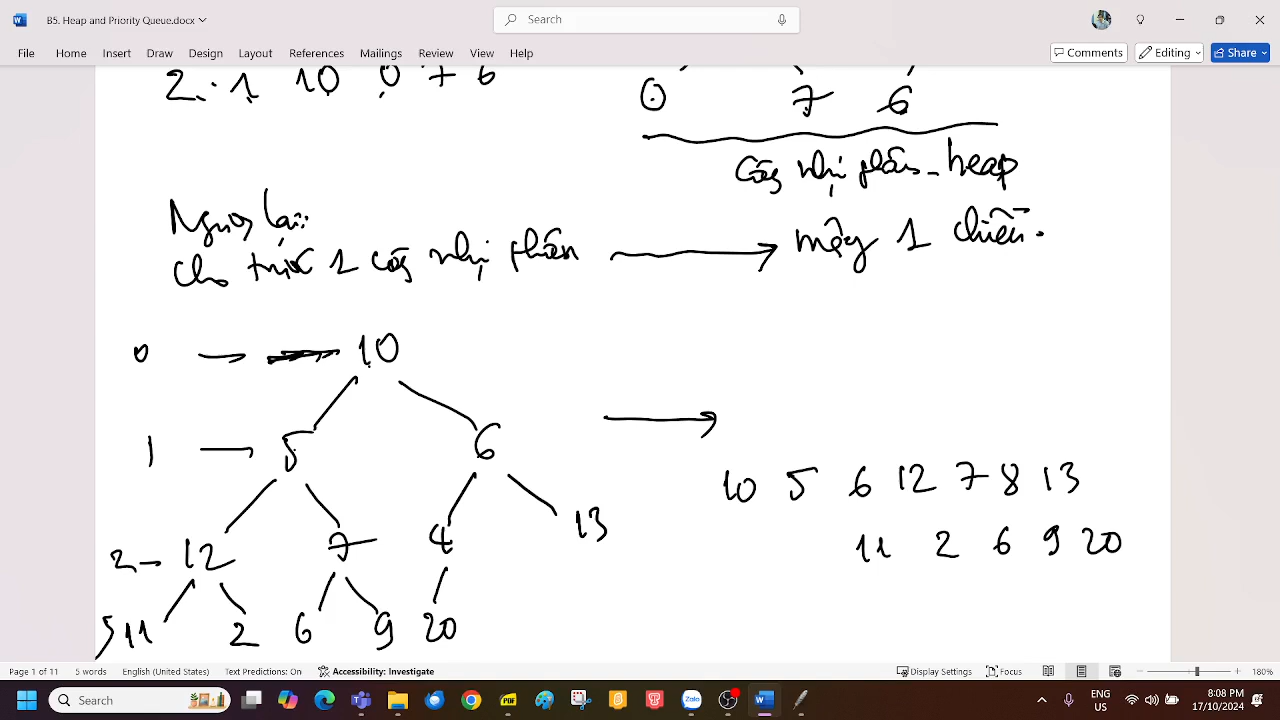 B5. Heap and Priority Queue.docx
Search
File Home Insert Draw Design Layout References Mailings Review View Help
Comments Editing Share
2 1 10 0 7 6
0 7 6
cây nhị phân - heap
Ngược lại:
cho trước 1 cây nhị phân → mảng 1 chiều.
0 → 10
1 — 5 6
2 - 12 7 4 13
3 11 2 6 9 20
→
10 5 6 12 7 8 13
11 2 6 9 20
Page 1 of 11 5 words English (United States) Text Predictions: On Accessibility: Investigate Display Settings Focus 180%
Search PDF Zalo ENG US 8:08 PM 17/10/2024